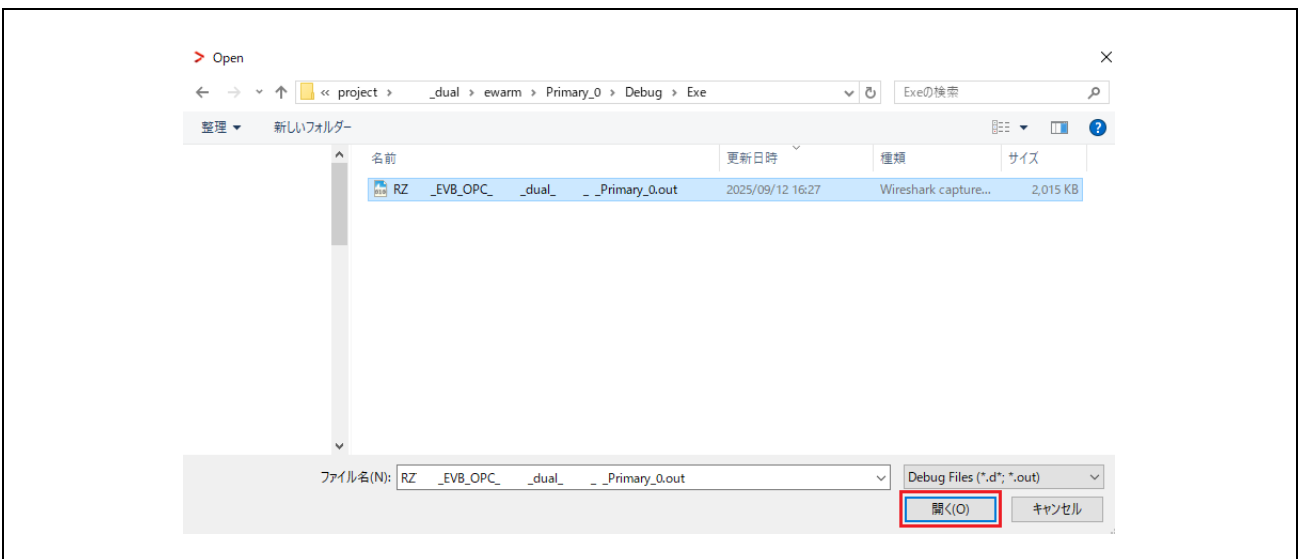 Open
« project > _dual > ewarm > Primary_0 > Debug > Exe Exeの検索
整理 新しいフォルダー
名前 更新日時 種類 サイズ
RZ _EVB_OPC_ _dual_ _ _Primary_0.out 2025/09/12 16:27 Wireshark capture... 2,015 KB
ファイル名(N): RZ _EVB_OPC_ _dual_ _ _Primary_0.out Debug Files (*.d*; *.out)
開く(O) キャンセル